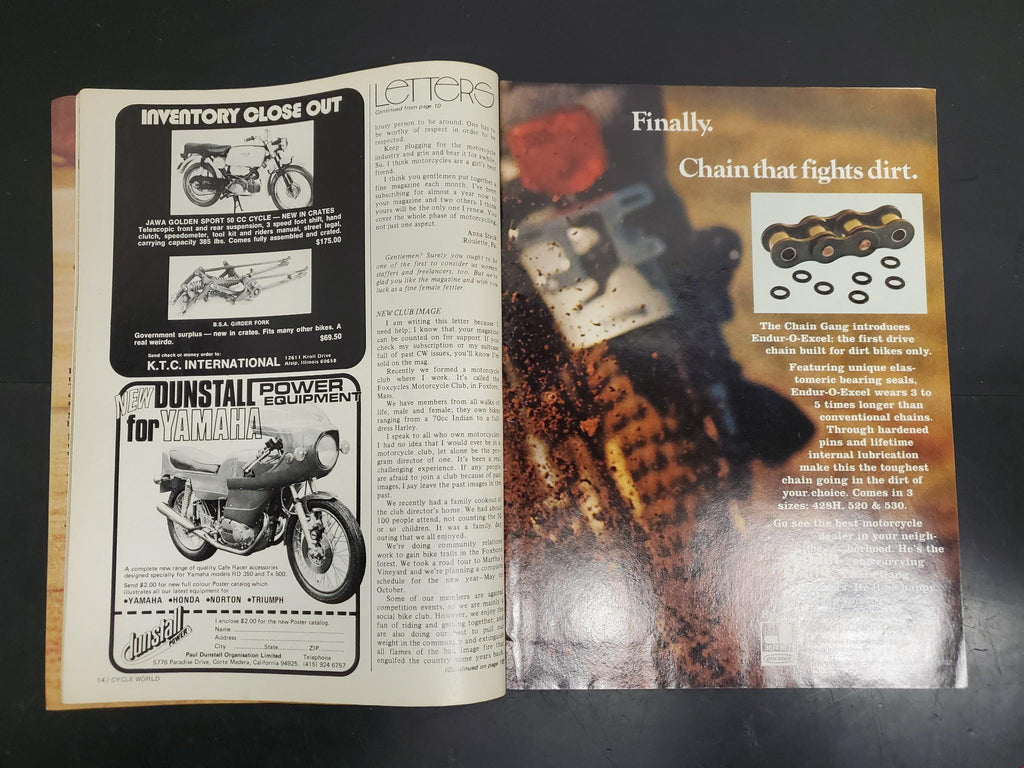 INVENTORY CLOSE OUT
JAWA GOLDEN SPORT 50 CC CYCLE — NEW IN CRATES
Telescopic front and rear suspension, 3 speed foot shift, hand
clutch, speedometer, tool kit and riders manual, street legal,
carrying capacity 385 lbs. Comes fully assembled and crated.
$175.00
B.S.A. GIRDER FORK
Government surplus — new in crates. Fits many other bikes. A
real weirdo.
$69.50
Send check or money order to:
K.T.C. INTERNATIONAL
12611 Kroll Drive
Alsip, Illinois 60658
NEW DUNSTALL POWER EQUIPMENT
for YAMAHA
A complete new range of quality Cafe Racer accessories
designed specially for Yamaha models RD 350 and Tx 500.
Send $2.00 for new full colour Poster catalog which
illustrates all our latest equipment for
•YAMAHA •HONDA •NORTON •TRIUMPH
dunstall
POWER
I enclose $2.00 for the new Poster catalog.
Name
Address
City State ZIP
Paul Dunstall Organisation Limited Telephone
5776 Paradise Drive, Corte Madera, California 94925. (415) 924 6757
14 / CYCLE WORLD
LETTERS
Continued from page 10
lousy person to be around. One has to
be worthy of respect in order to be
respected.
Keep plugging for the motorcycle
industry and grin and bear it for awhile,
Su. I think motorcycles are a girl's best
friend.
I think you gentlemen put together a
fine magazine each month. I've been
subscribing for almost a year now to
your magazine and two others. I think
yours will be the only one I renew. You
cover the whole phase of motorcycling,
not just one aspect.
Anna
Roulette, Pa.
Gentlemen? Surely you ought to be
one of the first to consider us women
staffers and freelancers, too. But we're
glad you like the magazine and wish you
luck as a fine female fettler.
NEW CLUB IMAGE
I am writing this letter because I
need help; I know that your magazine
can be counted on for support. If you
check my subscription or my suitcase
full of past CW issues, you'll know I'm
sold on the mag.
Recently we formed a motorcycle
club where I work. It's called the
Foxcycles Motorcycle Club, in Foxboro,
Mass.
We have members from all walks of
life, male and female; they own bikes
ranging from a 70cc Indian to a full
dress Harley.
I speak to all who own motorcycles.
I had no idea that I would ever be in a
motorcycle club, let alone be the pro-
gram director of one. It's been a real
challenging experience. If any people
are afraid to join a club because of past
images, I say leave the past images in the
past.
We recently had a family cookout at
the club director's home. We had about
100 people attend, not counting the 30
or so children. It was a family day
outing that we all enjoyed.
We're doing community relations
work to gain bike trails in the Foxboro
forest. We took a road tour to Martha's
Vineyard and we're planning a complete
schedule for the new year—May to
October.
Some of our members are against
competition events, so we are mainly a
social bike club. However, we enjoy the
fun of riding and getting together, and
are also doing our best to pull our
weight in the community and extinguish
all flames of the bad image fire that
engulfed the country some years back.
(Continued on page 18)
Finally.
Chain that fights dirt.
The Chain Gang introduces
Endur-O-Excel: the first drive
chain built for dirt bikes only.
Featuring unique elas-
tomeric bearing seals,
Endur-O-Excel wears 3 to
5 times longer than
conventional chains.
Through hardened
pins and lifetime
internal lubrication
make this the toughest
chain going in the dirt of
your choice. Comes in 3
sizes: 428H, 520 & 530.
Go see the best motorcycle
dealer in your neigh-
borhood. He's the
carrying